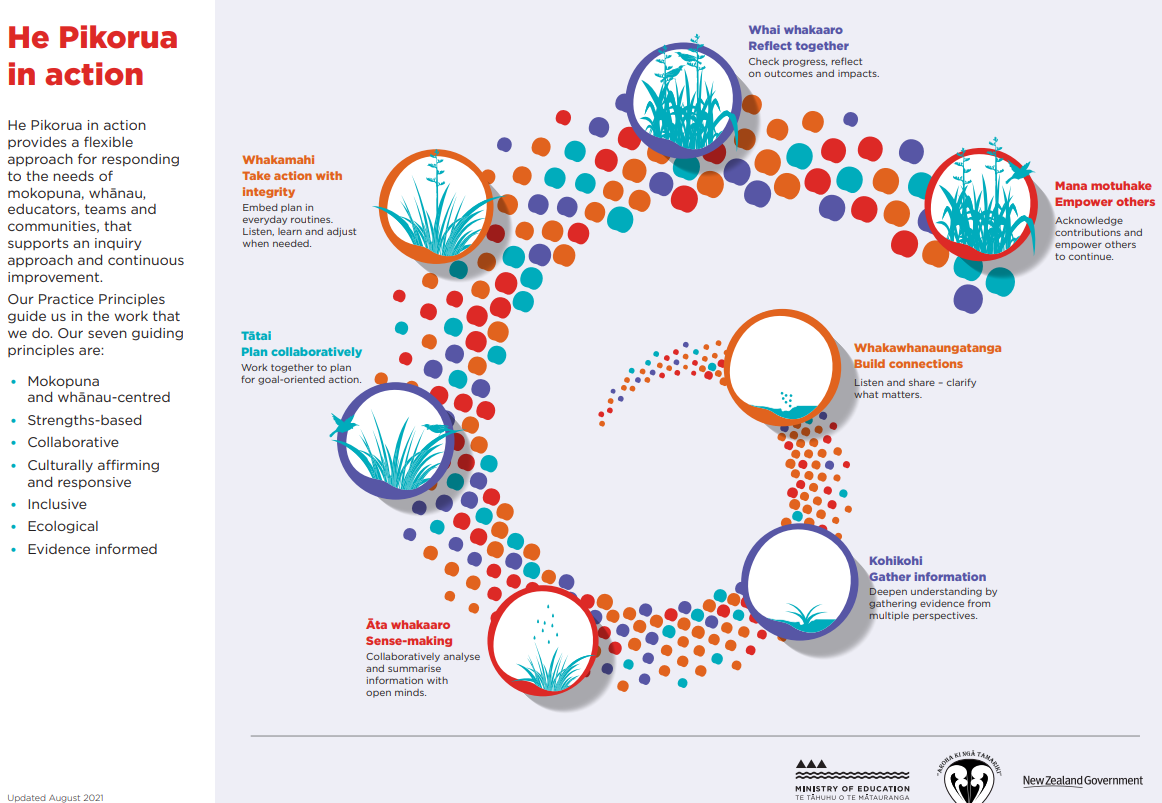 He Pikorua
in action
He Pikorua in action
provides a flexible
approach for responding
to the needs of
mokopuna, whānau,
educators, teams and
communities, that
supports an inquiry
approach and continuous
improvement.
Our Practice Principles
guide us in the work that
we do. Our seven guiding
principles are:
• Mokopuna
and whānau-centred
• Strengths-based
• Collaborative
• Culturally affirming
and responsive
• Inclusive
• Ecological
• Evidence informed
Updated August 2021
Whai whakaaro
Reflect together
Check progress, reflect
on outcomes and impacts.
Whakamahi
Take action with
integrity
Embed plan in
everyday routines.
Listen, learn and adjust
when needed.
Mana motuhake
Empower others
Acknowledge
contributions and
empower others
to continue.
Tātai
Plan collaboratively
Work together to plan
for goal-oriented action.
Whakawhanaungatanga
Build connections
Listen and share – clarify
what matters.
Kohikohi
Gather information
Deepen understanding by
gathering evidence from
multiple perspectives.
Āta whakaaro
Sense-making
Collaboratively analyse
and summarise
information with
open minds.
MINISTRY OF EDUCATION
TE TĀHUHU O TE MĀTAURANGA
"AROHA KI NGĀ TAMARIKI"
New Zealand Government